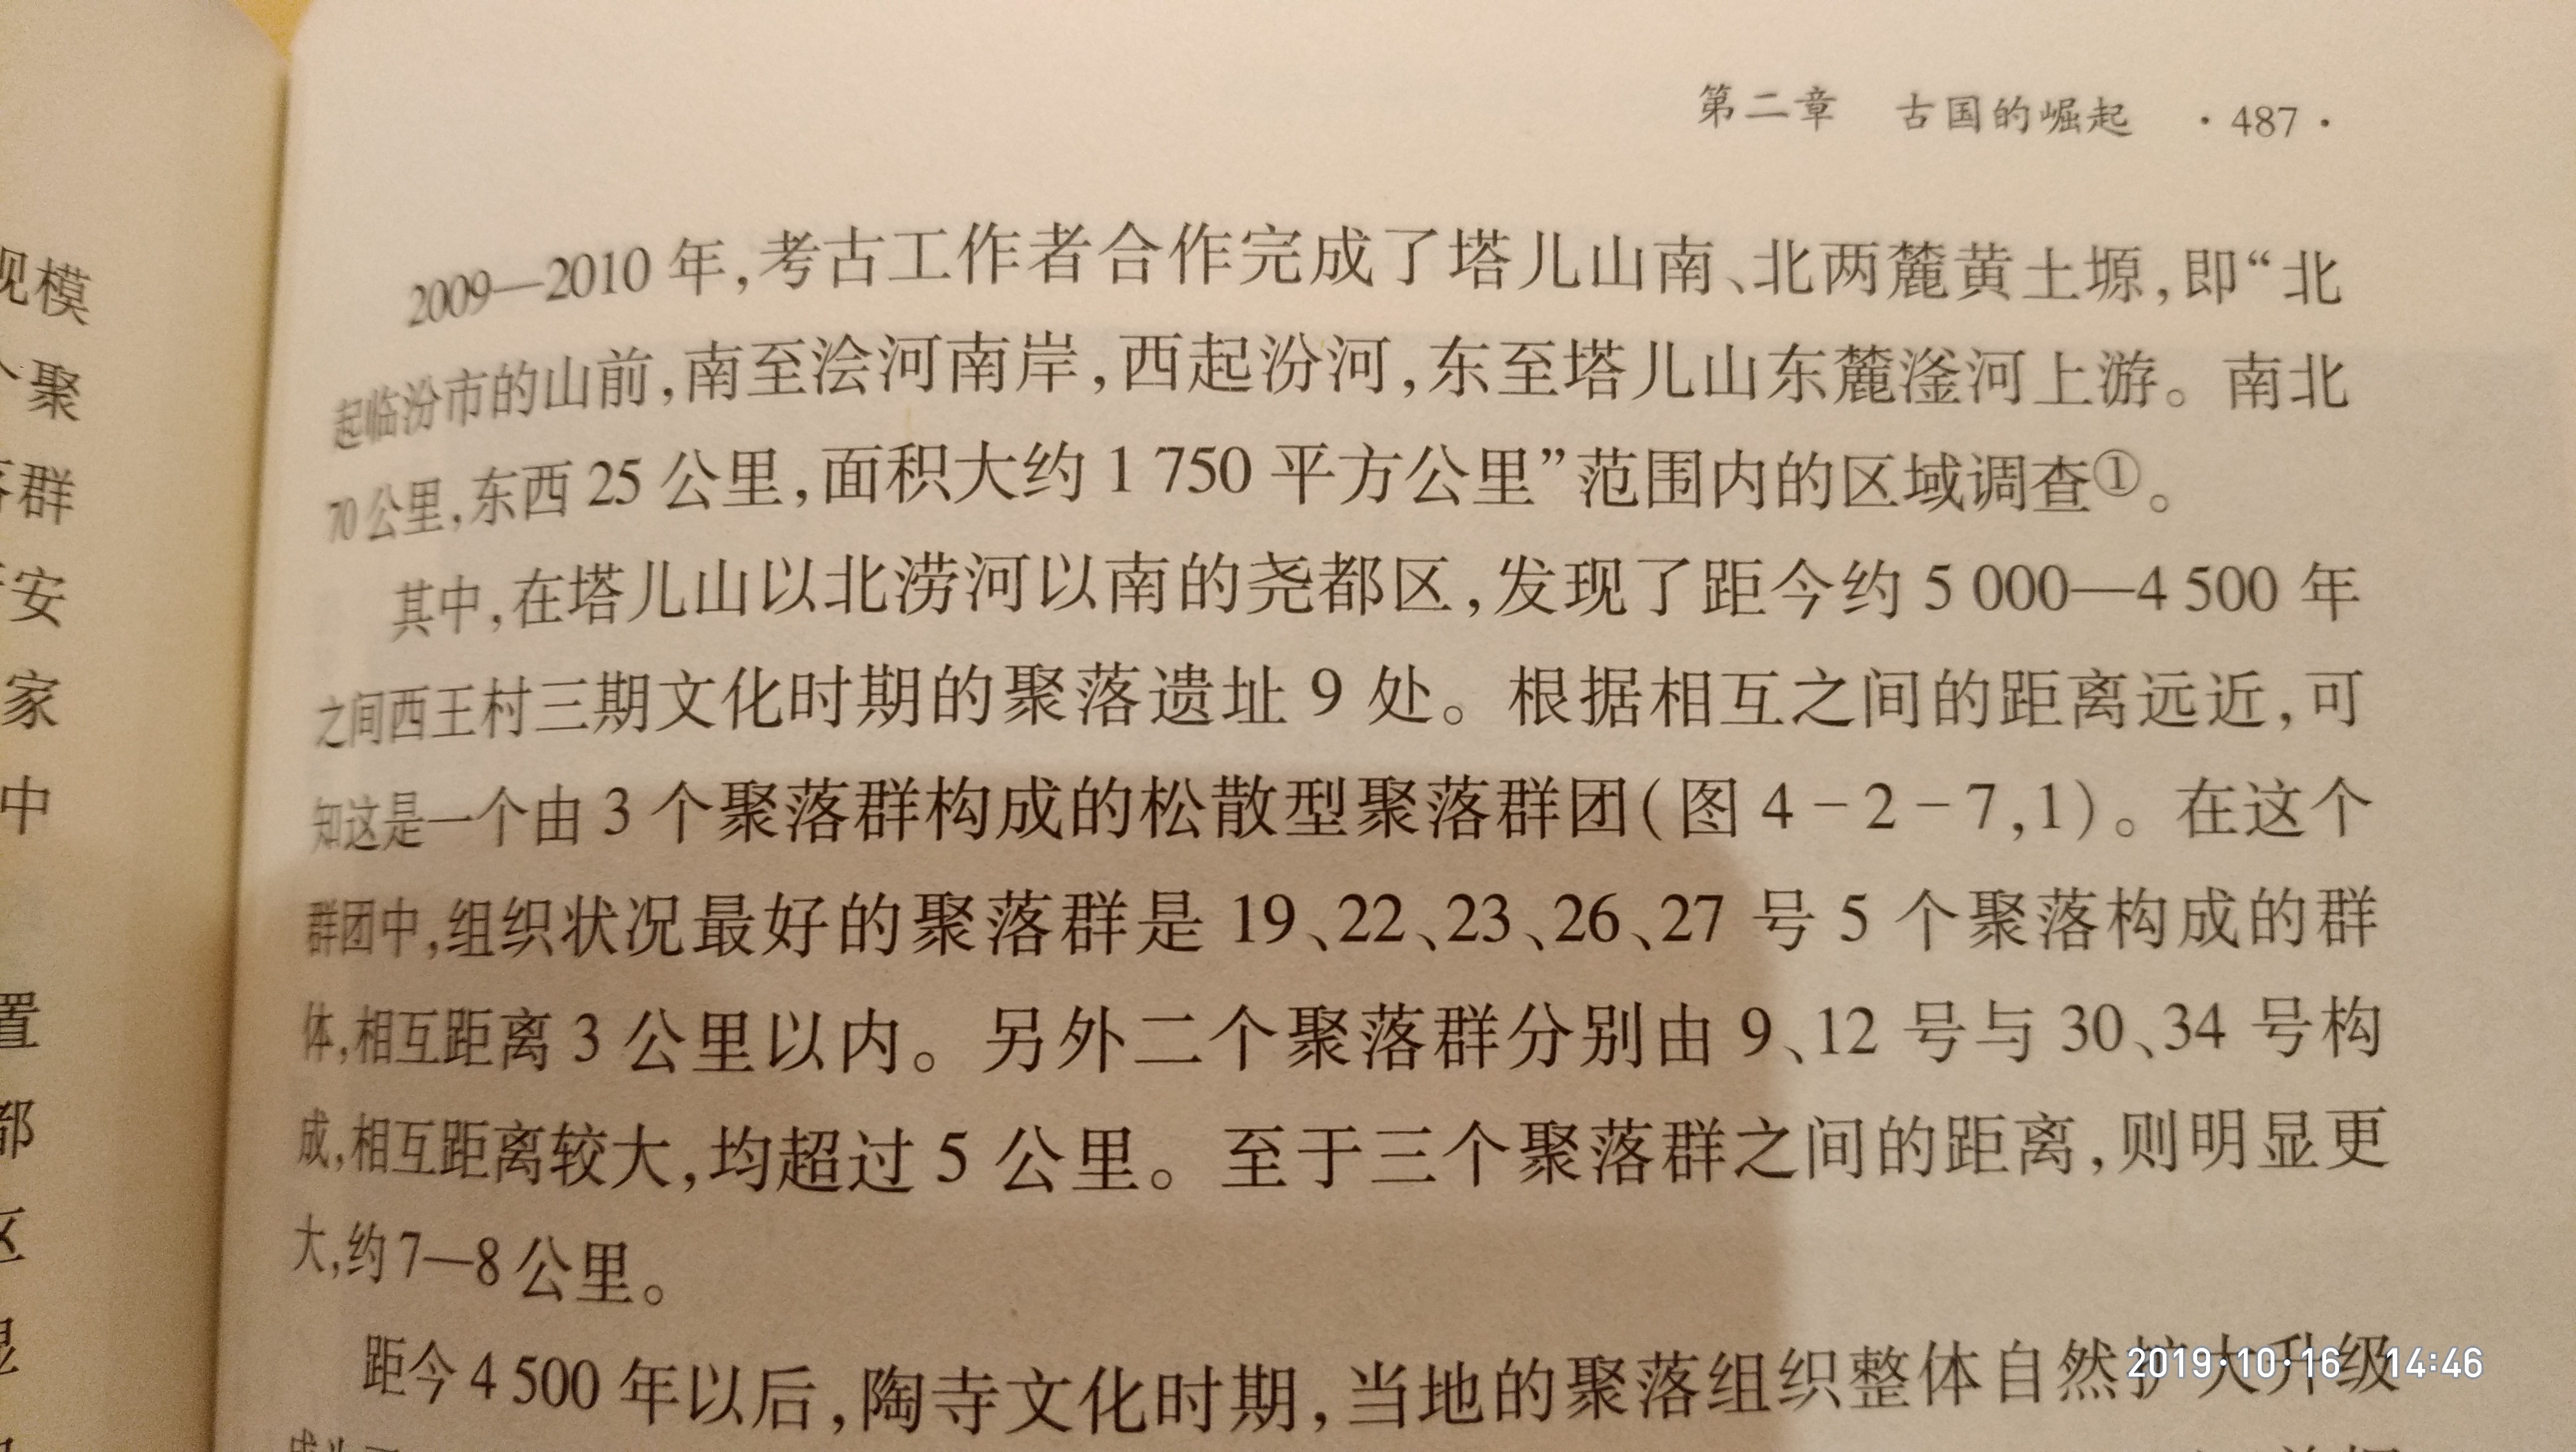 第二章 古国的崛起 ·487·
2009—2010 年,考古工作者合作完成了塔儿山南、北两麓黄土塬,即“北
起临汾市的山前,南至浍河南岸,西起汾河,东至塔儿山东麓滏河上游。南北
70公里,东西 25 公里,面积大约 1 750 平方公里”范围内的区域调查①。
其中,在塔儿山以北涝河以南的尧都区,发现了距今约 5 000—4 500 年
之间西王村三期文化时期的聚落遗址 9 处。根据相互之间的距离远近,可
知这是一个由 3 个聚落群构成的松散型聚落群团(图 4-2-7,1)。在这个
群团中,组织状况最好的聚落群是 19、22、23、26、27 号 5 个聚落构成的群
体,相互距离 3 公里以内。另外二个聚落群分别由 9、12 号与 30、34 号构
成,相互距离较大,均超过 5 公里。至于三个聚落群之间的距离,则明显更
大,约 7—8 公里。
距今 4 500 年以后,陶寺文化时期,当地的聚落组织整体自然扩大升级
2019·10·16 14:46
模
聚
群
安
家
中
置